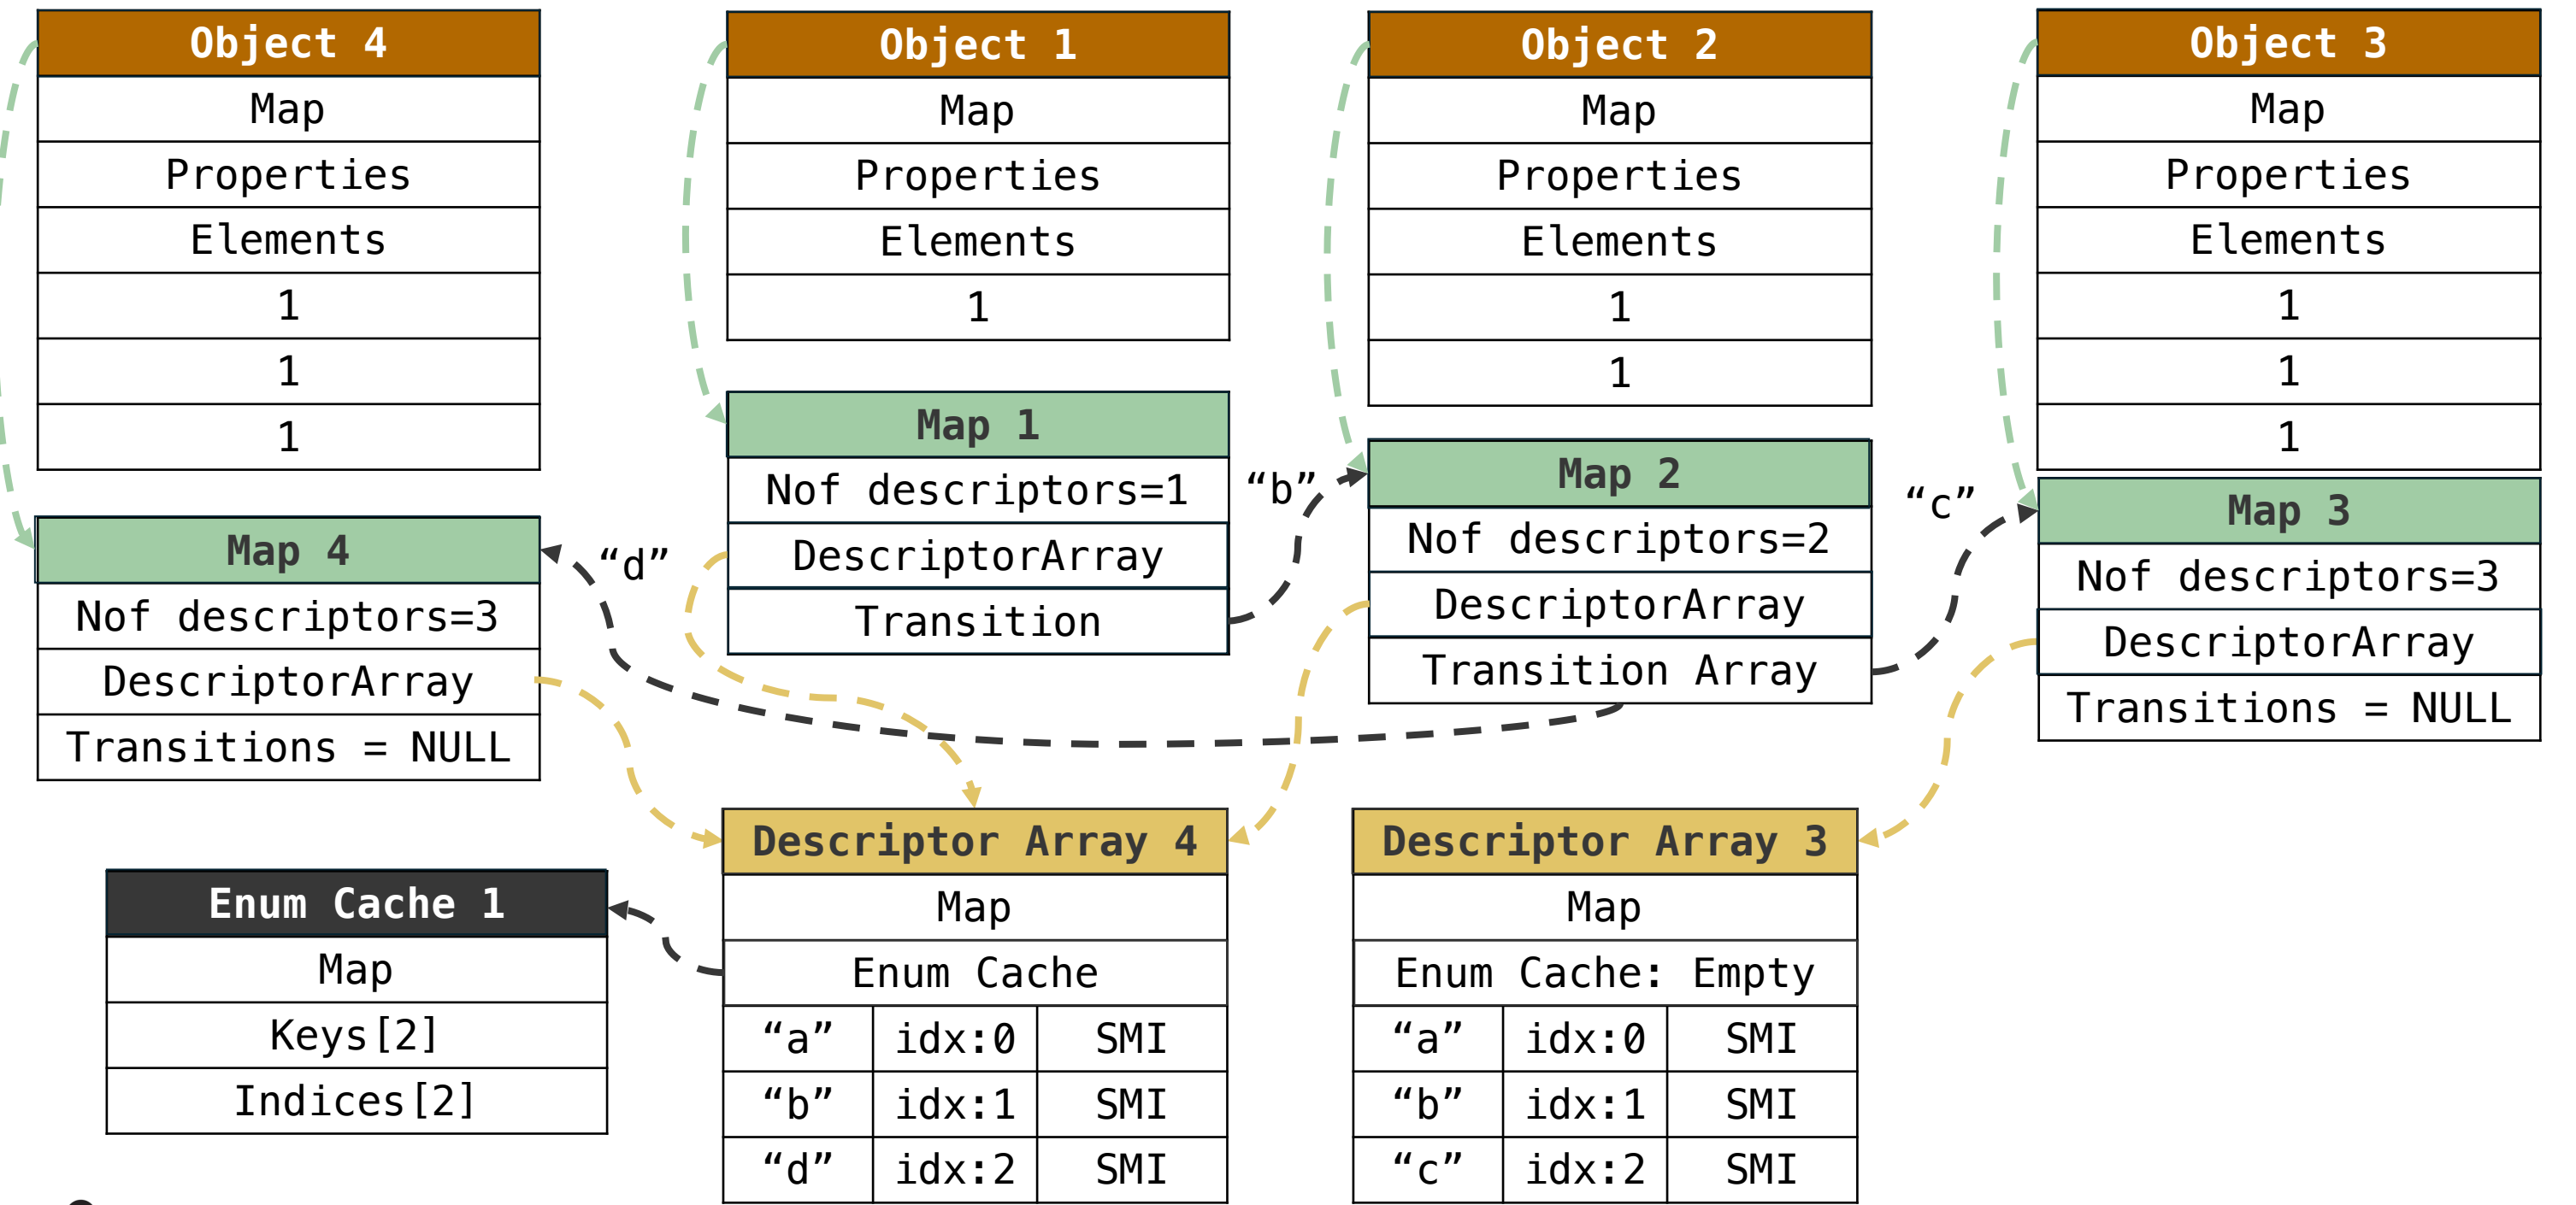 Object 4
Map
Properties
Elements
1
1
1
Object 1
Map
Properties
Elements
1
Object 2
Map
Properties
Elements
1
1
Object 3
Map
Properties
Elements
1
1
1
Map 4
Nof descriptors=3
DescriptorArray
Transitions = NULL
“d”
Map 1
Nof descriptors=1
DescriptorArray
Transition
“b”
Map 2
Nof descriptors=2
DescriptorArray
Transition Array
“c”
Map 3
Nof descriptors=3
DescriptorArray
Transitions = NULL
Enum Cache 1
Map
Keys[2]
Indices[2]
Descriptor Array 4
Map
Enum Cache
“a” idx:0 SMI
“b” idx:1 SMI
“d” idx:2 SMI
Descriptor Array 3
Map
Enum Cache: Empty
“a” idx:0 SMI
“b” idx:1 SMI
“c” idx:2 SMI